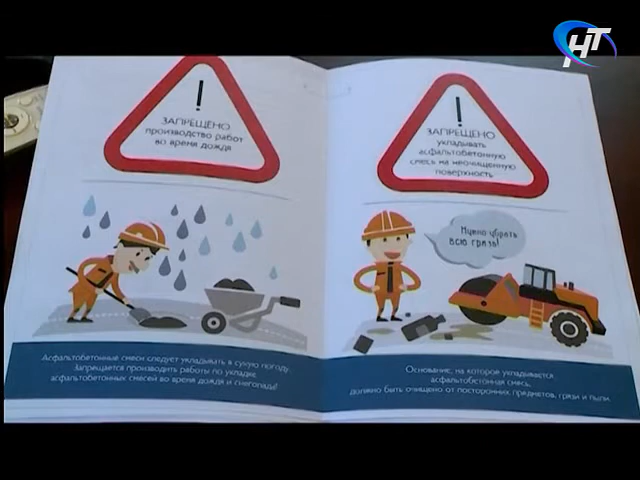 НТ
!
ЗАПРЕЩЕНО
производство работ
во время дождя
Асфальтобетонные смеси следует укладывать в сухую погоду.
Запрещается производить работы по укладке
асфальтобетонных смесей во время дождя и снегопада!
!
ЗАПРЕЩЕНО
укладывать
асфальтобетонную
смесь на неочищенную
поверхность
Нужно убрать
всю грязь!
Основание, на которое укладывается
асфальтобетонная смесь,
должно быть очищено от посторонних предметов, грязи и пыли.